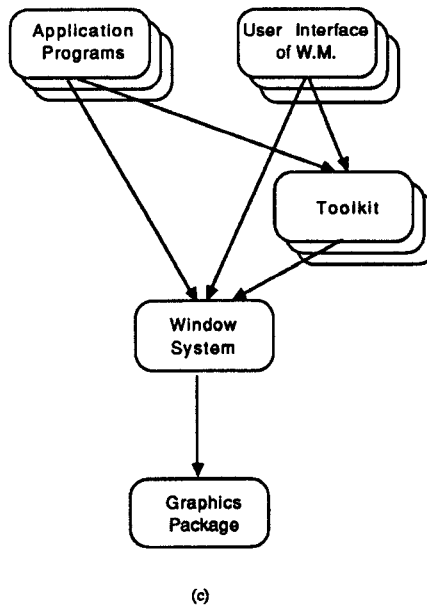 Application
Programs
User Interface
of W.M.
Toolkit
Window
System
Graphics
Package
(c)